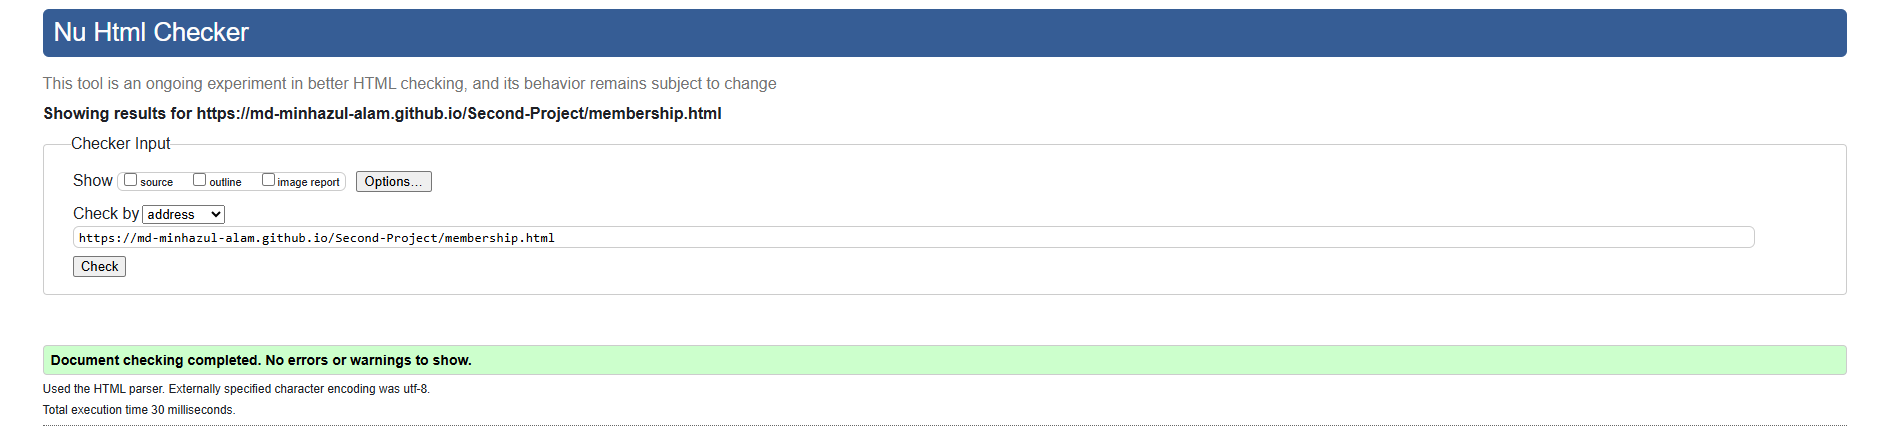 Nu Html Checker
This tool is an ongoing experiment in better HTML checking, and its behavior remains subject to change
Showing results for https://md-minhazul-alam.github.io/Second-Project/membership.html
Checker Input
Show source outline image report Options...
Check by address
https://md-minhazul-alam.github.io/Second-Project/membership.html
Check
Document checking completed. No errors or warnings to show.
Used the HTML parser. Externally specified character encoding was utf-8.
Total execution time 30 milliseconds.